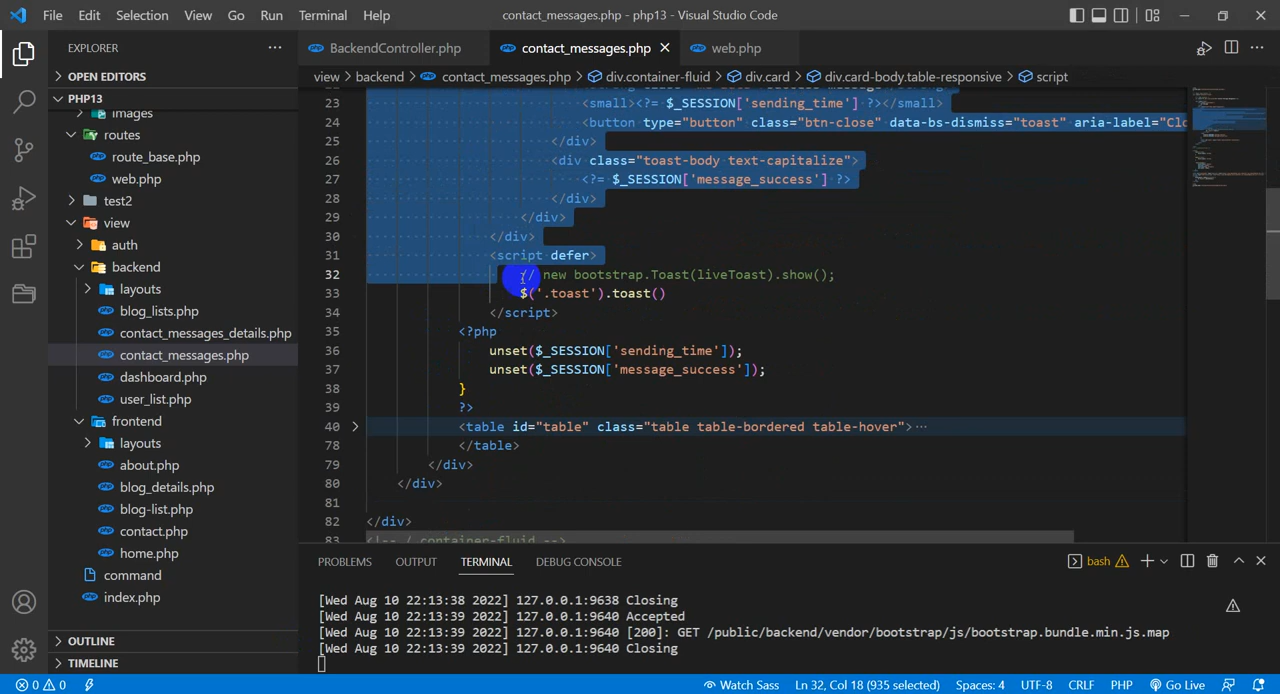 File Edit Selection View Go Run Terminal Help
contact_messages.php - php13 - Visual Studio Code
EXPLORER
BackendController.php
contact_messages.php
web.php
view > backend > contact_messages.php > div.container-fluid > div.card > div.card-body.table-responsive > script
OPEN EDITORS
PHP13
images
routes
route_base.php
web.php
test2
view
auth
backend
layouts
blog_lists.php
contact_messages_details.php
contact_messages.php
dashboard.php
user_list.php
frontend
layouts
about.php
blog_details.php
blog-list.php
contact.php
home.php
command
index.php
OUTLINE
TIMELINE
23 <small><?= $_SESSION['sending_time'] ?></small>
24 <button type="button" class="btn-close" data-bs-dismiss="toast" aria-label="Clo
25 </div>
26 <div class="toast-body text-capitalize">
27 <?= $_SESSION['message_success'] ?>
28 </div>
29 </div>
30 </div>
31 <script defer>
32 // new bootstrap.Toast(liveToast).show();
33 $('.toast').toast()
34 </script>
35 <?php
36 unset($_SESSION['sending_time']);
37 unset($_SESSION['message_success']);
38 }
39 ?>
40 <table id="table" class="table table-bordered table-hover">···
78 </table>
79 </div>
80 </div>
81
82 </div>
83 <!-- / container-fluid -->
PROBLEMS OUTPUT TERMINAL DEBUG CONSOLE
bash
[Wed Aug 10 22:13:38 2022] 127.0.0.1:9638 Closing
[Wed Aug 10 22:13:39 2022] 127.0.0.1:9640 Accepted
[Wed Aug 10 22:13:39 2022] 127.0.0.1:9640 [200]: GET /public/backend/vendor/bootstrap/js/bootstrap.bundle.min.js.map
[Wed Aug 10 22:13:39 2022] 127.0.0.1:9640 Closing
0 0
Watch Sass
Ln 32, Col 18 (935 selected)
Spaces: 4
UTF-8
CRLF
PHP
Go Live